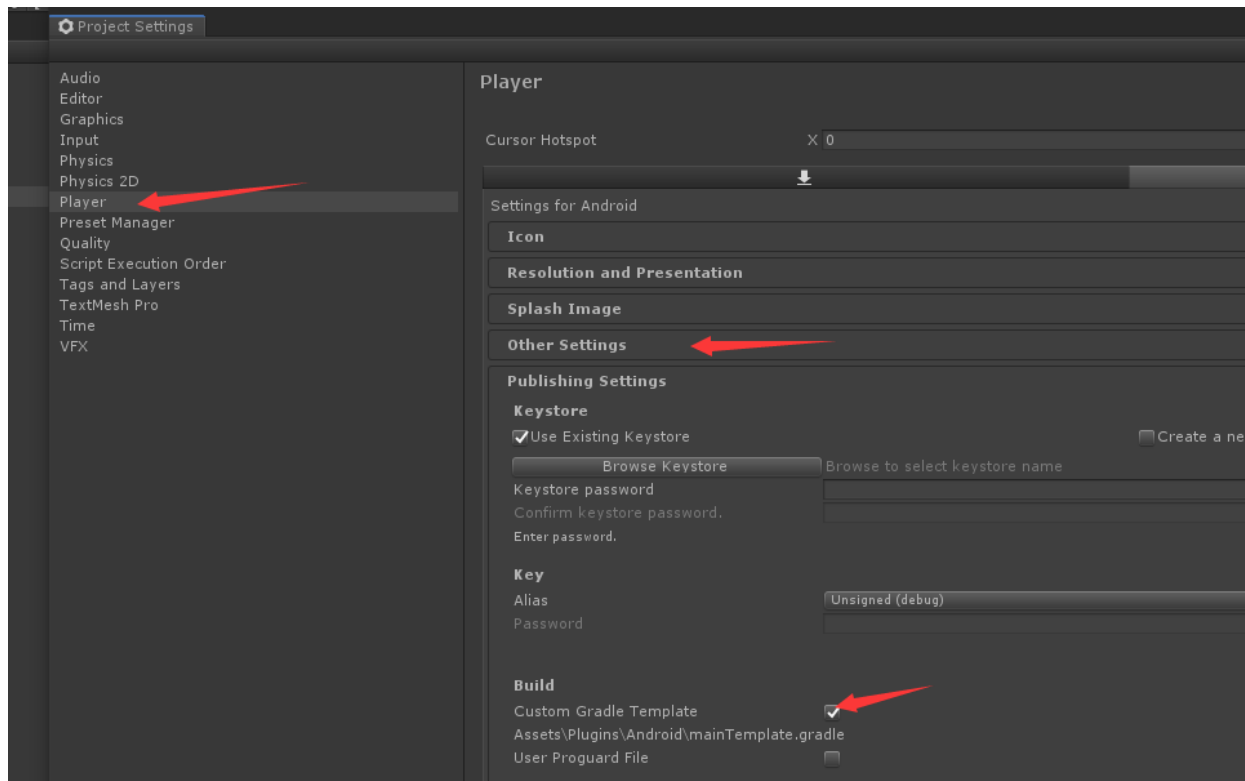 Project Settings
Audio
Editor
Graphics
Input
Physics
Physics 2D
Player
Preset Manager
Quality
Script Execution Order
Tags and Layers
TextMesh Pro
Time
VFX
Player
Cursor Hotspot X 0
Settings for Android
Icon
Resolution and Presentation
Splash Image
Other Settings
Publishing Settings
Keystore
Use Existing Keystore Create a ne
Browse Keystore Browse to select keystore name
Keystore password
Confirm keystore password.
Enter password.
Key
Alias Unsigned (debug)
Password
Build
Custom Gradle Template
Assets\Plugins\Android\mainTemplate.gradle
User Proguard File